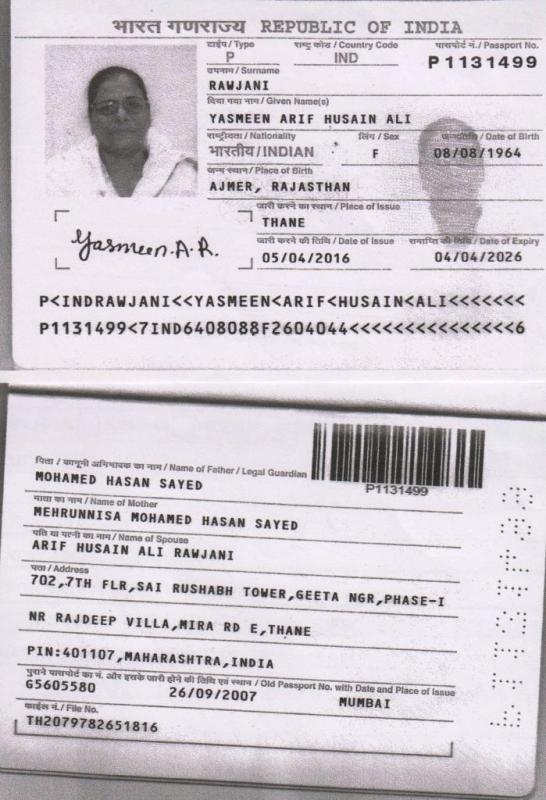 भारत गणराज्य REPUBLIC OF INDIA
टाईप/Type राष्ट्र कोड/Country Code पासपोर्ट नं./Passport No.
P IND P1131499
उपनाम/Surname
RAWJANI
दिया गया नाम/Given Name(s)
YASMEEN ARIF HUSAIN ALI
राष्ट्रीयता/Nationality लिंग/Sex जन्मतिथि/Date of Birth
भारतीय/INDIAN F 08/08/1964
जन्म स्थान/Place of Birth
AJMER, RAJASTHAN
जारी करने का स्थान/Place of Issue
THANE
जारी करने की तिथि/Date of Issue समाप्ति की तिथि/Date of Expiry
05/04/2016 04/04/2026
Yasmeen.A.R.
P<INDRAWJANI<<YASMEEN<ARIF<HUSAIN<ALI<<<<<<<
P1131499<7IND6408088F2604044<<<<<<<<<<<<<<<6
पिता/कानूनी अभिभावक का नाम/Name of Father/Legal Guardian
MOHAMED HASAN SAYED
P1131499
माता का नाम/Name of Mother
MEHRUNNISA MOHAMED HASAN SAYED
पति या पत्नी का नाम/Name of Spouse
ARIF HUSAIN ALI RAWJANI
पता/Address
702,7TH FLR,SAI RUSHABH TOWER,GEETA NGR,PHASE-I
NR RAJDEEP VILLA,MIRA RD E,THANE
PIN:401107,MAHARASHTRA,INDIA
पुराने पासपोर्ट का नं. और इसके जारी होने की तिथि एवं स्थान/Old Passport No. with Date and Place of Issue
G5605580 26/09/2007 MUMBAI
फाईल नं./File No.
TH2079782651816